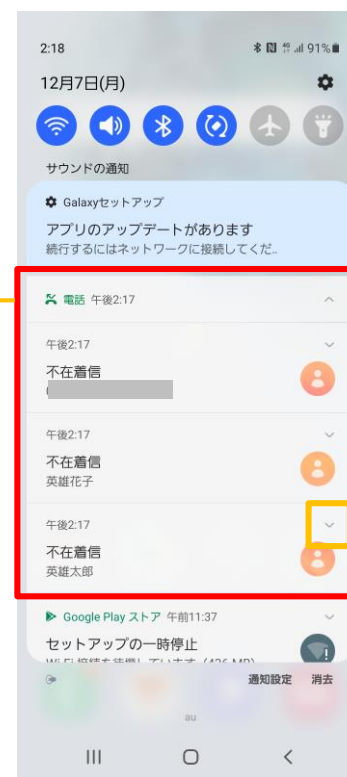 2:18
91%
12月7日(月)
サウンドの通知
Galaxyセットアップ
アプリのアップデートがあります
続行するにはネットワークに接続してくだ..
電話 午後2:17
午後2:17
不在着信
午後2:17
不在着信
英雄花子
午後2:17
不在着信
英雄太郎
Google Play ストア 午前11:37
セットアップの一時停止
通知設定 消去
au